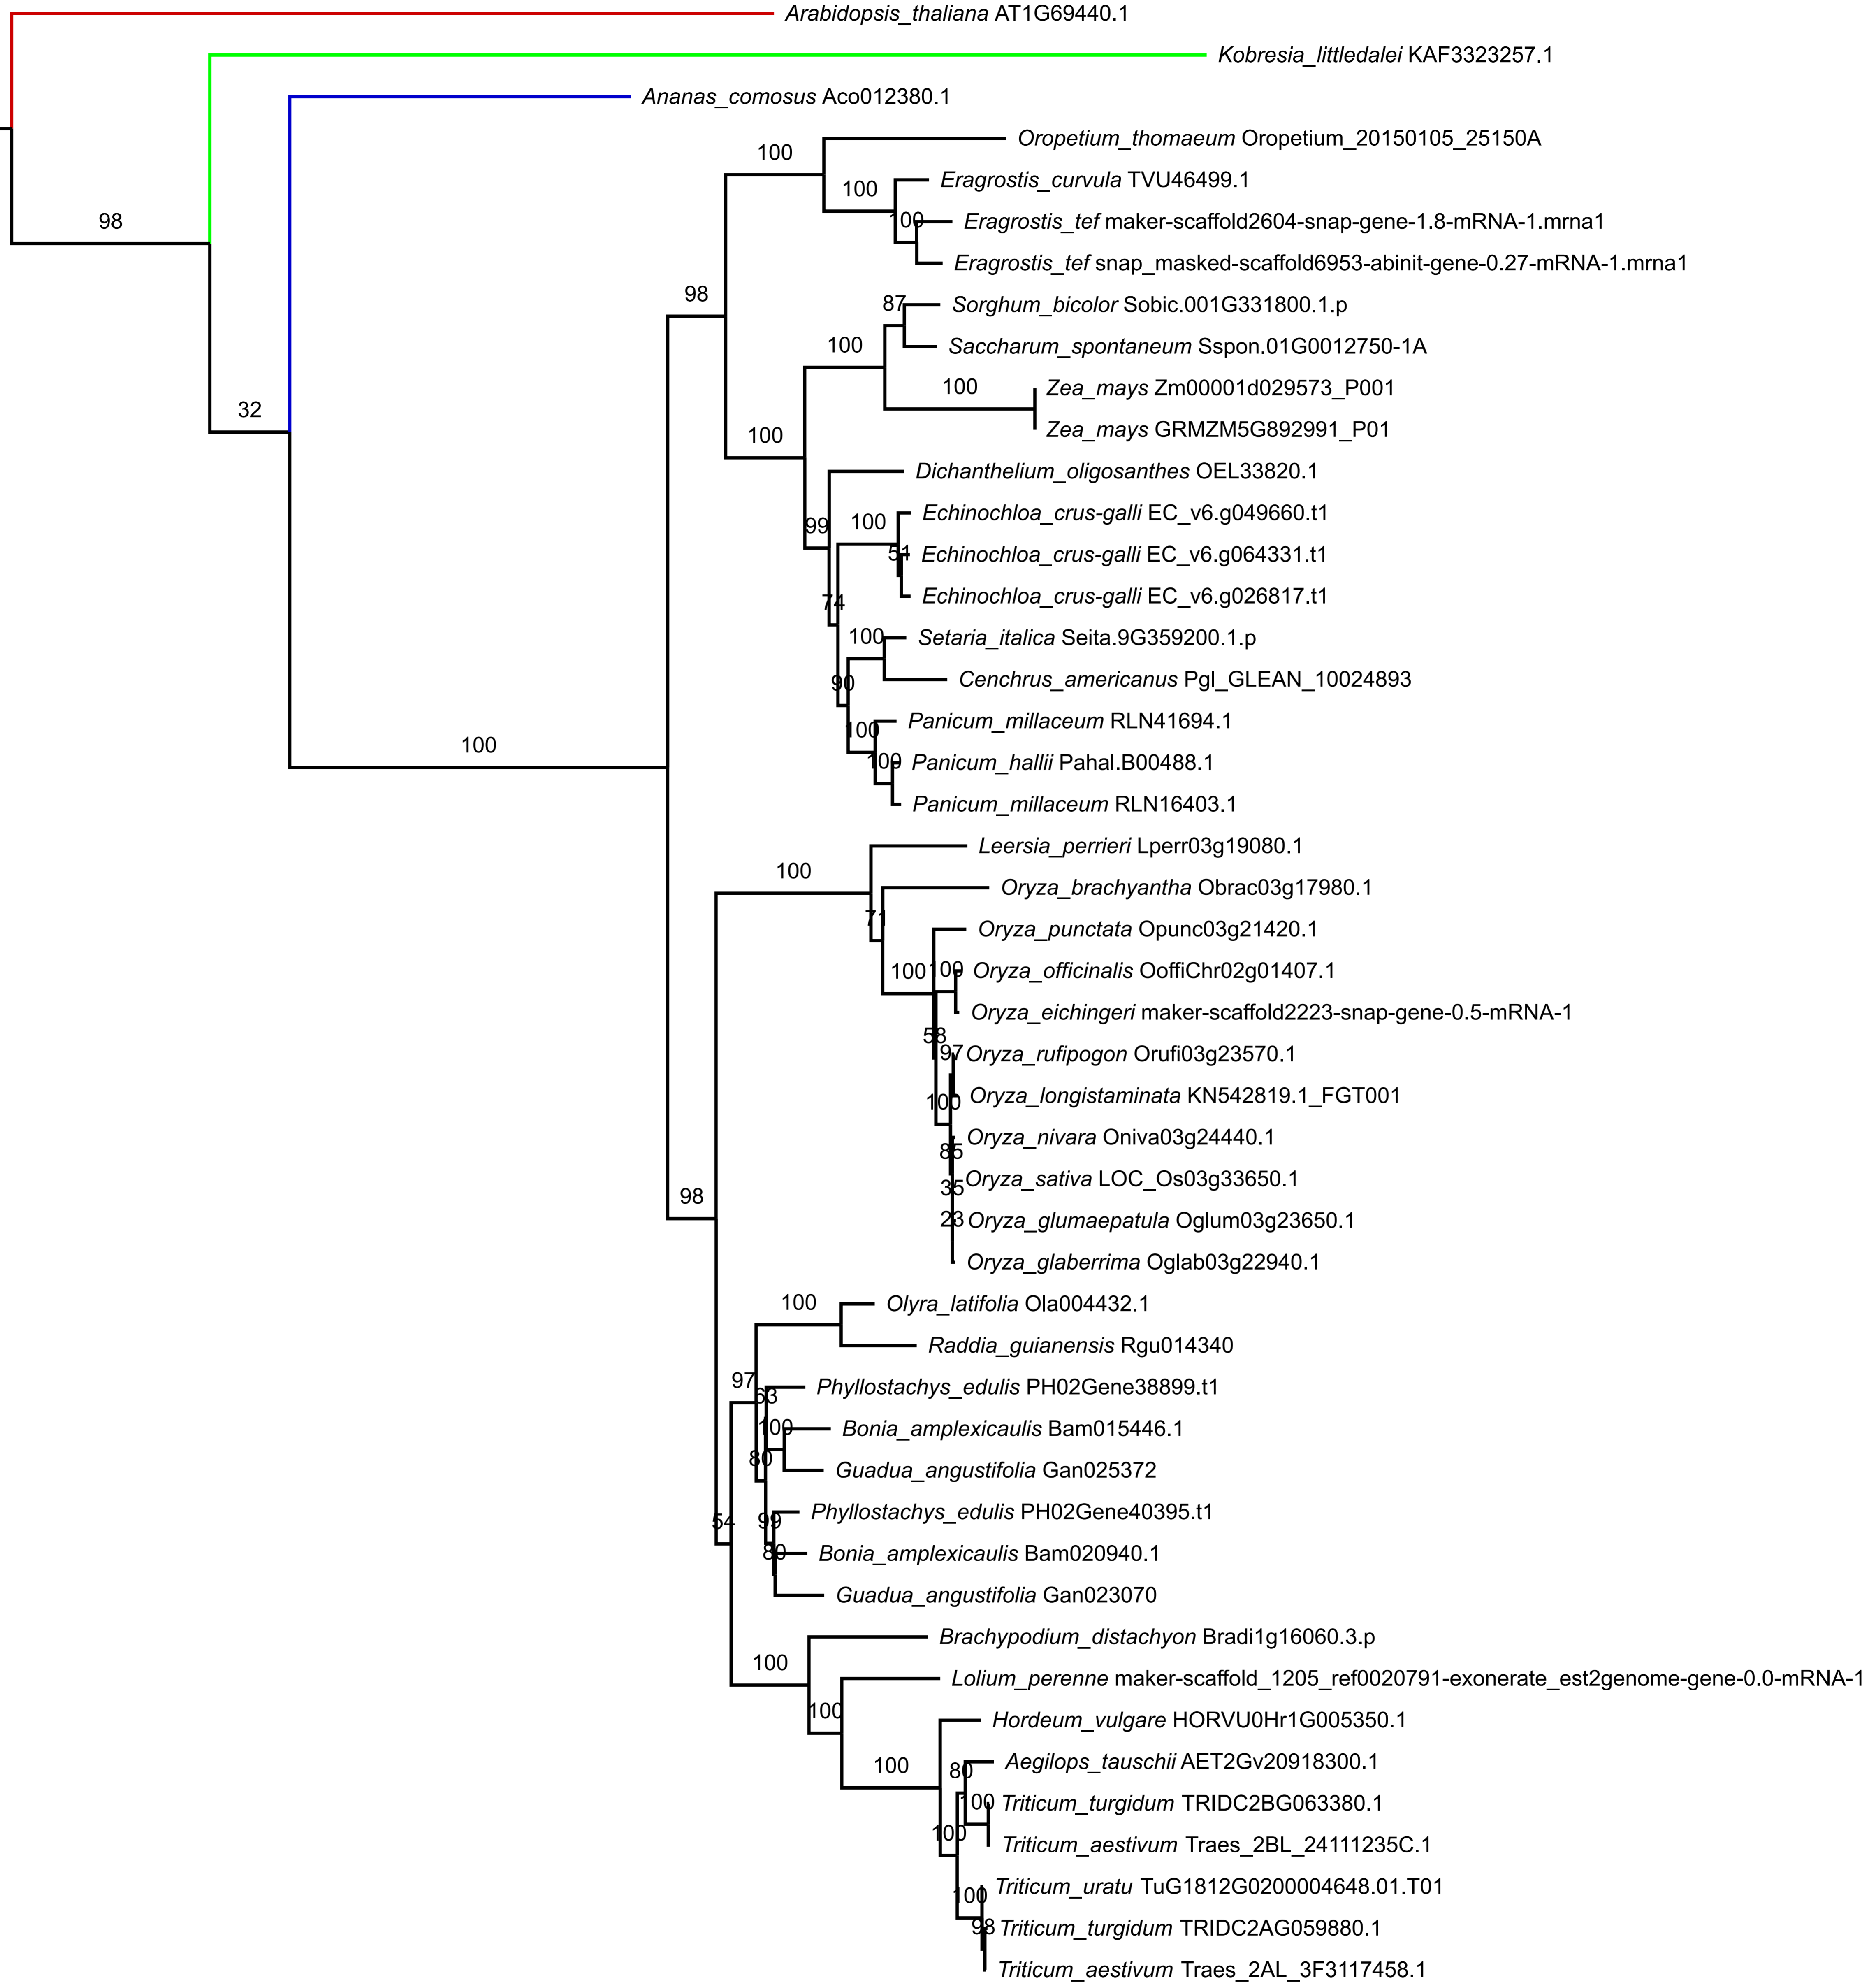 Arabidopsis_thaliana AT1G69440.1
Kobresia_littledalei KAF3323257.1
Ananas_comosus Aco012380.1
Oropetium_thomaeum Oropetium_20150105_25150A
100
Eragrostis_curvula TVU46499.1
100
Eragrostis_tef maker-scaffold2604-snap-gene-1.8-mRNA-1.mrna1
98
100
Eragrostis_tef snap_masked-scaffold6953-abinit-gene-0.27-mRNA-1.mrna1
98
Sorghum_bicolor Sobic.001G331800.1.p
87
100
Saccharum_spontaneum Sspon.01G0012750-1A
100
Zea_mays Zm00001d029573_P001
32
100
Zea_mays GRMZM5G892991_P01
Dichanthelium_oligosanthes OEL33820.1
99
100
Echinochloa_crus-galli EC_v6.g049660.t1
51
Echinochloa_crus-galli EC_v6.g064331.t1
74
Echinochloa_crus-galli EC_v6.g026817.t1
100
Setaria_italica Seita.9G359200.1.p
90
Cenchrus_americanus Pgl_GLEAN_10024893
100
Panicum_millaceum RLN41694.1
100
100
Panicum_hallii Pahal.B00488.1
Panicum_millaceum RLN16403.1
Leersia_perrieri Lperr03g19080.1
100
Oryza_brachyantha Obrac03g17980.1
71
Oryza_punctata Opunc03g21420.1
100
100
Oryza_officinalis OoffiChr02g01407.1
Oryza_eichingeri maker-scaffold2223-snap-gene-0.5-mRNA-1
58
97
Oryza_rufipogon Orufi03g23570.1
100
Oryza_longistaminata KN542819.1_FGT001
Oryza_nivara Oniva03g24440.1
85
Oryza_sativa LOC_Os03g33650.1
98
35
23
Oryza_glumaepatula Oglum03g23650.1
Oryza_glaberrima Oglab03g22940.1
100
Olyra_latifolia Ola004432.1
Raddia_guianensis Rgu014340
97
63
Phyllostachys_edulis PH02Gene38899.t1
100
Bonia_amplexicaulis Bam015446.1
80
Guadua_angustifolia Gan025372
54
99
Phyllostachys_edulis PH02Gene40395.t1
80
Bonia_amplexicaulis Bam020940.1
Guadua_angustifolia Gan023070
Brachypodium_distachyon Bradi1g16060.3.p
100
Lolium_perenne maker-scaffold_1205_ref0020791-exonerate_est2genome-gene-0.0-mRNA-1
100
Hordeum_vulgare HORVU0Hr1G005350.1
100
80
Aegilops_tauschii AET2Gv20918300.1
100
Triticum_turgidum TRIDC2BG063380.1
100
Triticum_aestivum Traes_2BL_24111235C.1
100
Triticum_uratu TuG1812G0200004648.01.T01
98
Triticum_turgidum TRIDC2AG059880.1
Triticum_aestivum Traes_2AL_3F3117458.1